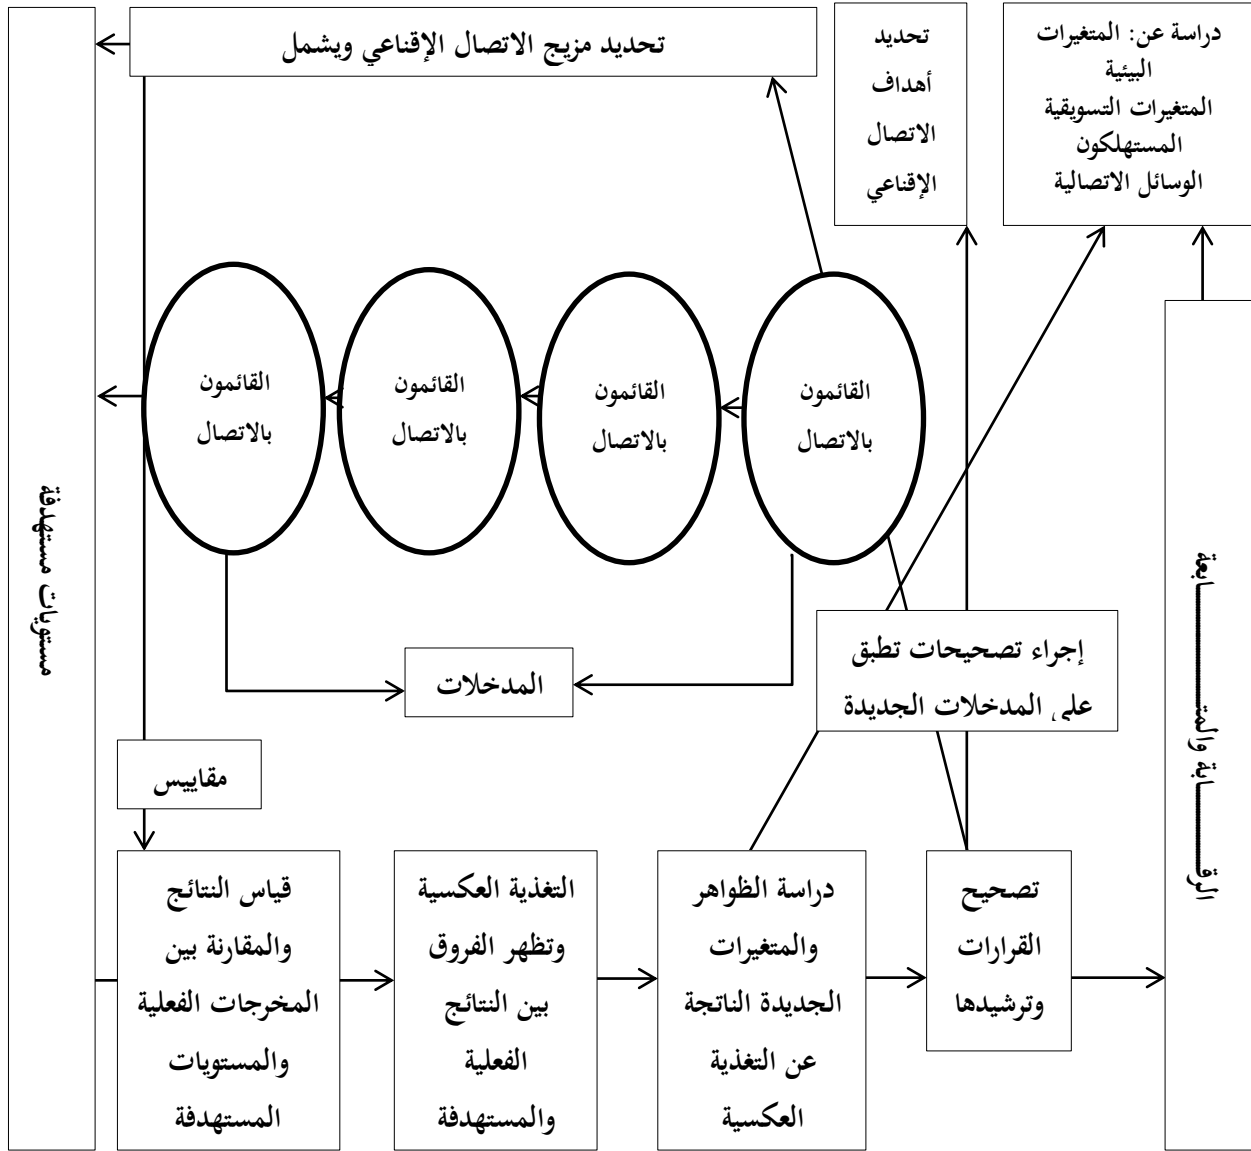 دراسة عن: المتغيرات
البيئية
المتغيرات التسويقية
المستهلكون
الوسائل الاتصالية
تحديد
أهداف
الاتصال
الإقناعي
تحديد مزيج الاتصال الإقناعي ويشمل
القائمون
بالاتصال
القائمون
بالاتصال
القائمون
بالاتصال
القائمون
بالاتصال
المدخلات
إجراء تصحيحات تطبق
على المدخلات الجديدة
مقاييس
مستويات مستهدفة
الرقـــــــابة والمتـــــــــابعة
تصحيح
القرارات
وترشيدها
دراسة الظواهر
والمتغيرات
الجديدة الناتجة
عن التغذية
العكسية
التغذية العكسية
وتظهر الفروق
بين النتائج
الفعلية
والمستهدفة
قياس النتائج
والمقارنة بين
المخرجات الفعلية
والمستويات
المستهدفة